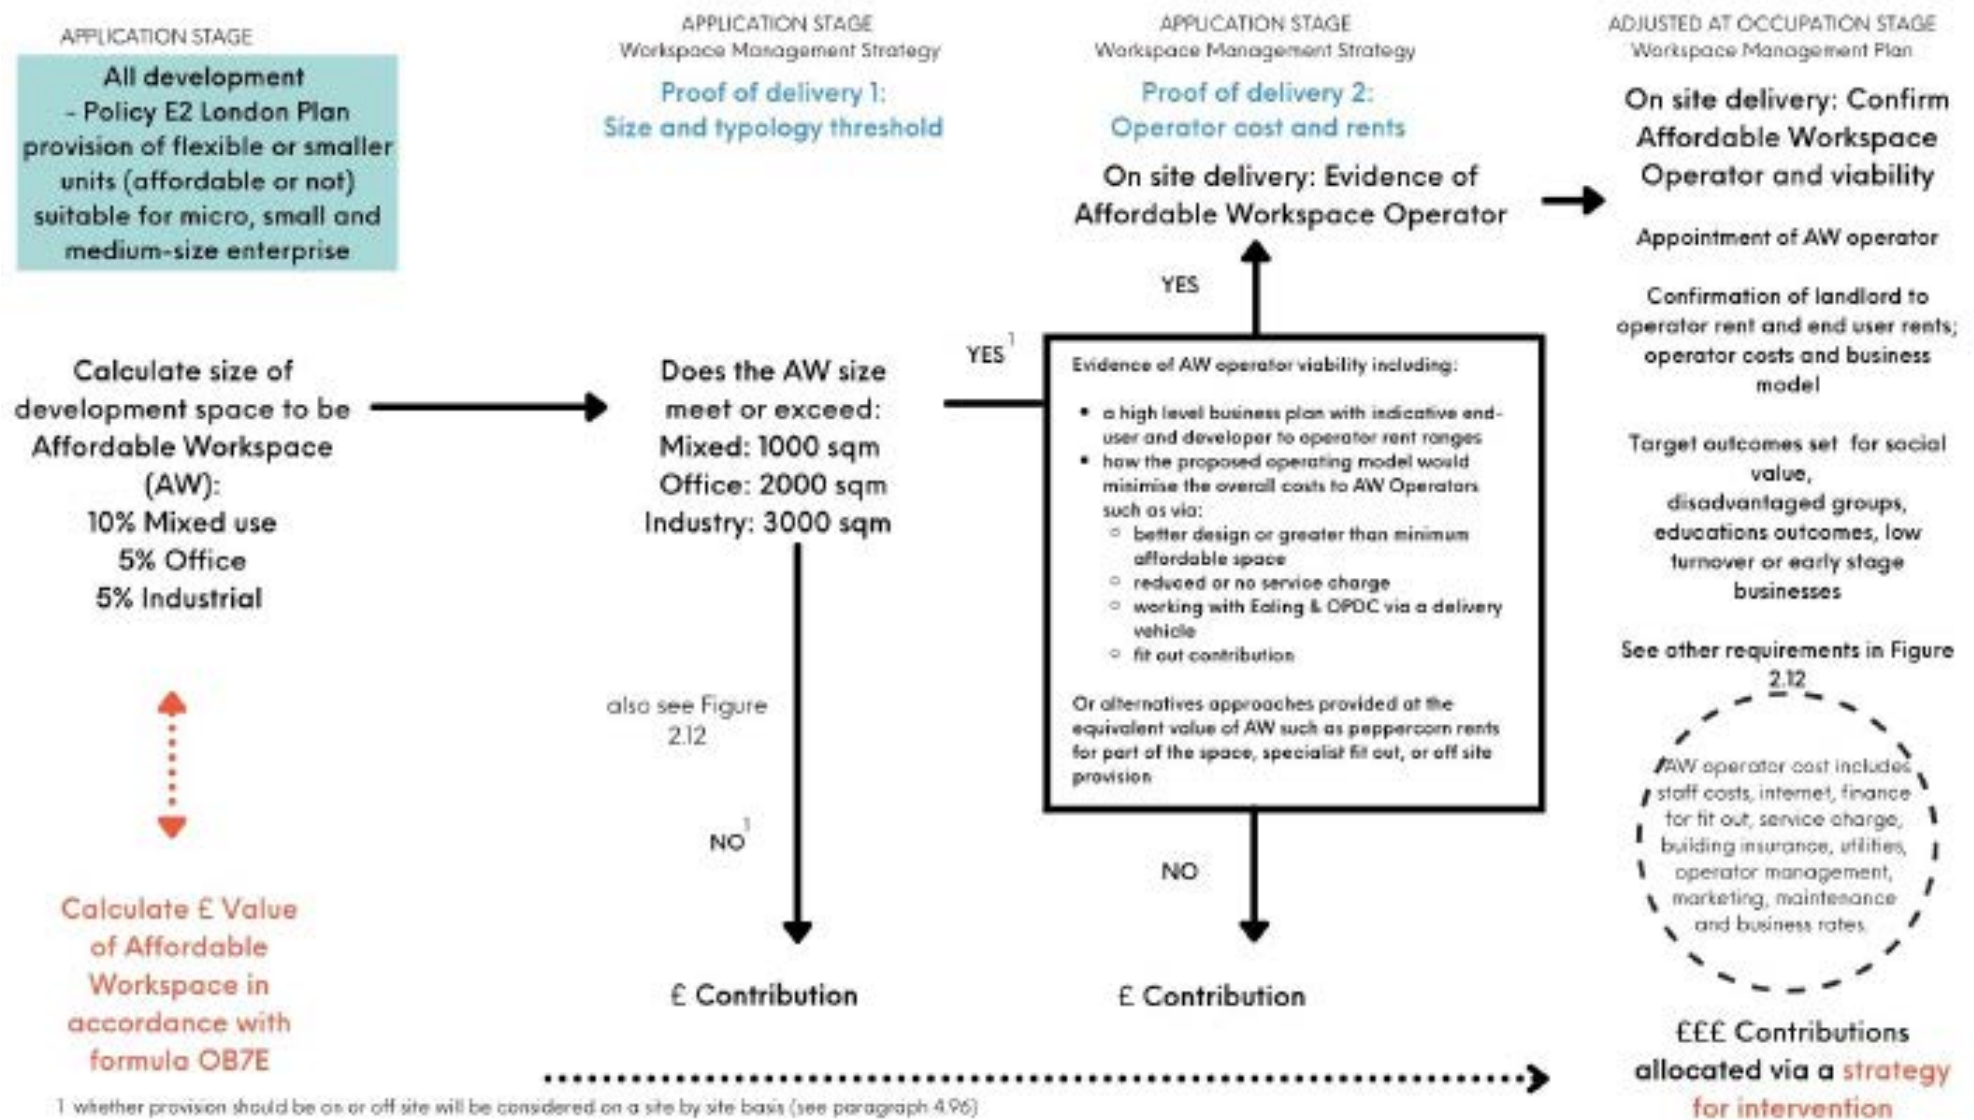 APPLICATION STAGE
All development
- Policy E2 London Plan
provision of flexible or smaller
units (affordable or not)
suitable for micro, small and
medium-size enterprise
Calculate size of
development space to be
Affordable Workspace
(AW):
10% Mixed use
5% Office
5% Industrial
Calculate £ Value
of Affordable
Workspace in
accordance with
formula OB7E
APPLICATION STAGE
Workspace Management Strategy
Proof of delivery 1:
Size and typology threshold
Does the AW size
meet or exceed:
Mixed: 1000 sqm
Office: 2000 sqm
Industry: 3000 sqm
also see Figure
2.12
NO1
£ Contribution
YES1
APPLICATION STAGE
Workspace Management Strategy
Proof of delivery 2:
Operator cost and rents
On site delivery: Evidence of
Affordable Workspace Operator
YES
Evidence of AW operator viability including:
• a high level business plan with indicative end-
user and developer to operator rent ranges
• how the proposed operating model would
minimise the overall costs to AW Operators
such as via:
○ better design or greater than minimum
affordable space
○ reduced or no service charge
○ working with Ealing & OPDC via a delivery
vehicle
○ fit out contribution
Or alternatives approaches provided at the
equivalent value of AW such as peppercorn rents
for part of the space, specialist fit out, or off site
provision
NO
£ Contribution
ADJUSTED AT OCCUPATION STAGE
Workspace Management Plan
On site delivery: Confirm
Affordable Workspace
Operator and viability
Appointment of AW operator
Confirmation of landlord to
operator rent and end user rents;
operator costs and business
model
Target outcomes set for social
value,
disadvantaged groups,
educations outcomes, low
turnover or early stage
businesses
See other requirements in Figure
2.12
AW operator cost includes
staff costs, internet, finance
for fit out, service charge,
building insurance, utilities,
operator management,
marketing, maintenance
and business rates.
£££ Contributions
allocated via a strategy
for intervention
1 whether provision should be on or off site will be considered on a site by site basis (see paragraph 4.96)